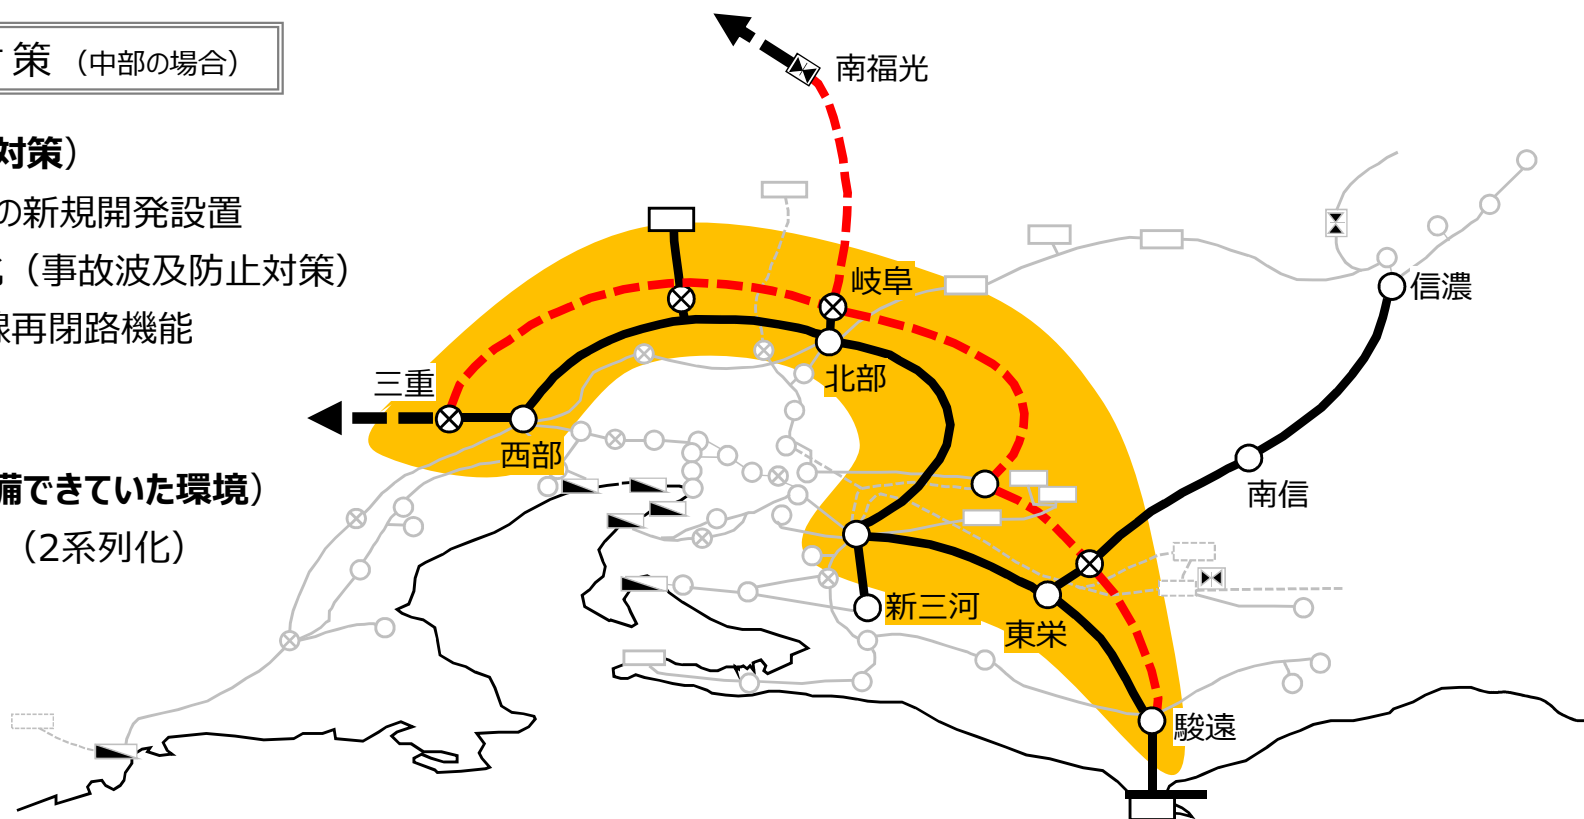 策 (中部の場合)
対策)
の新規開発設置
(事故波及防止対策)
線再閉路機能
備できていた環境)
(2系列化)
南福光
岐阜
信濃
三重
北部
西部
南信
新三河
東栄
駿遠